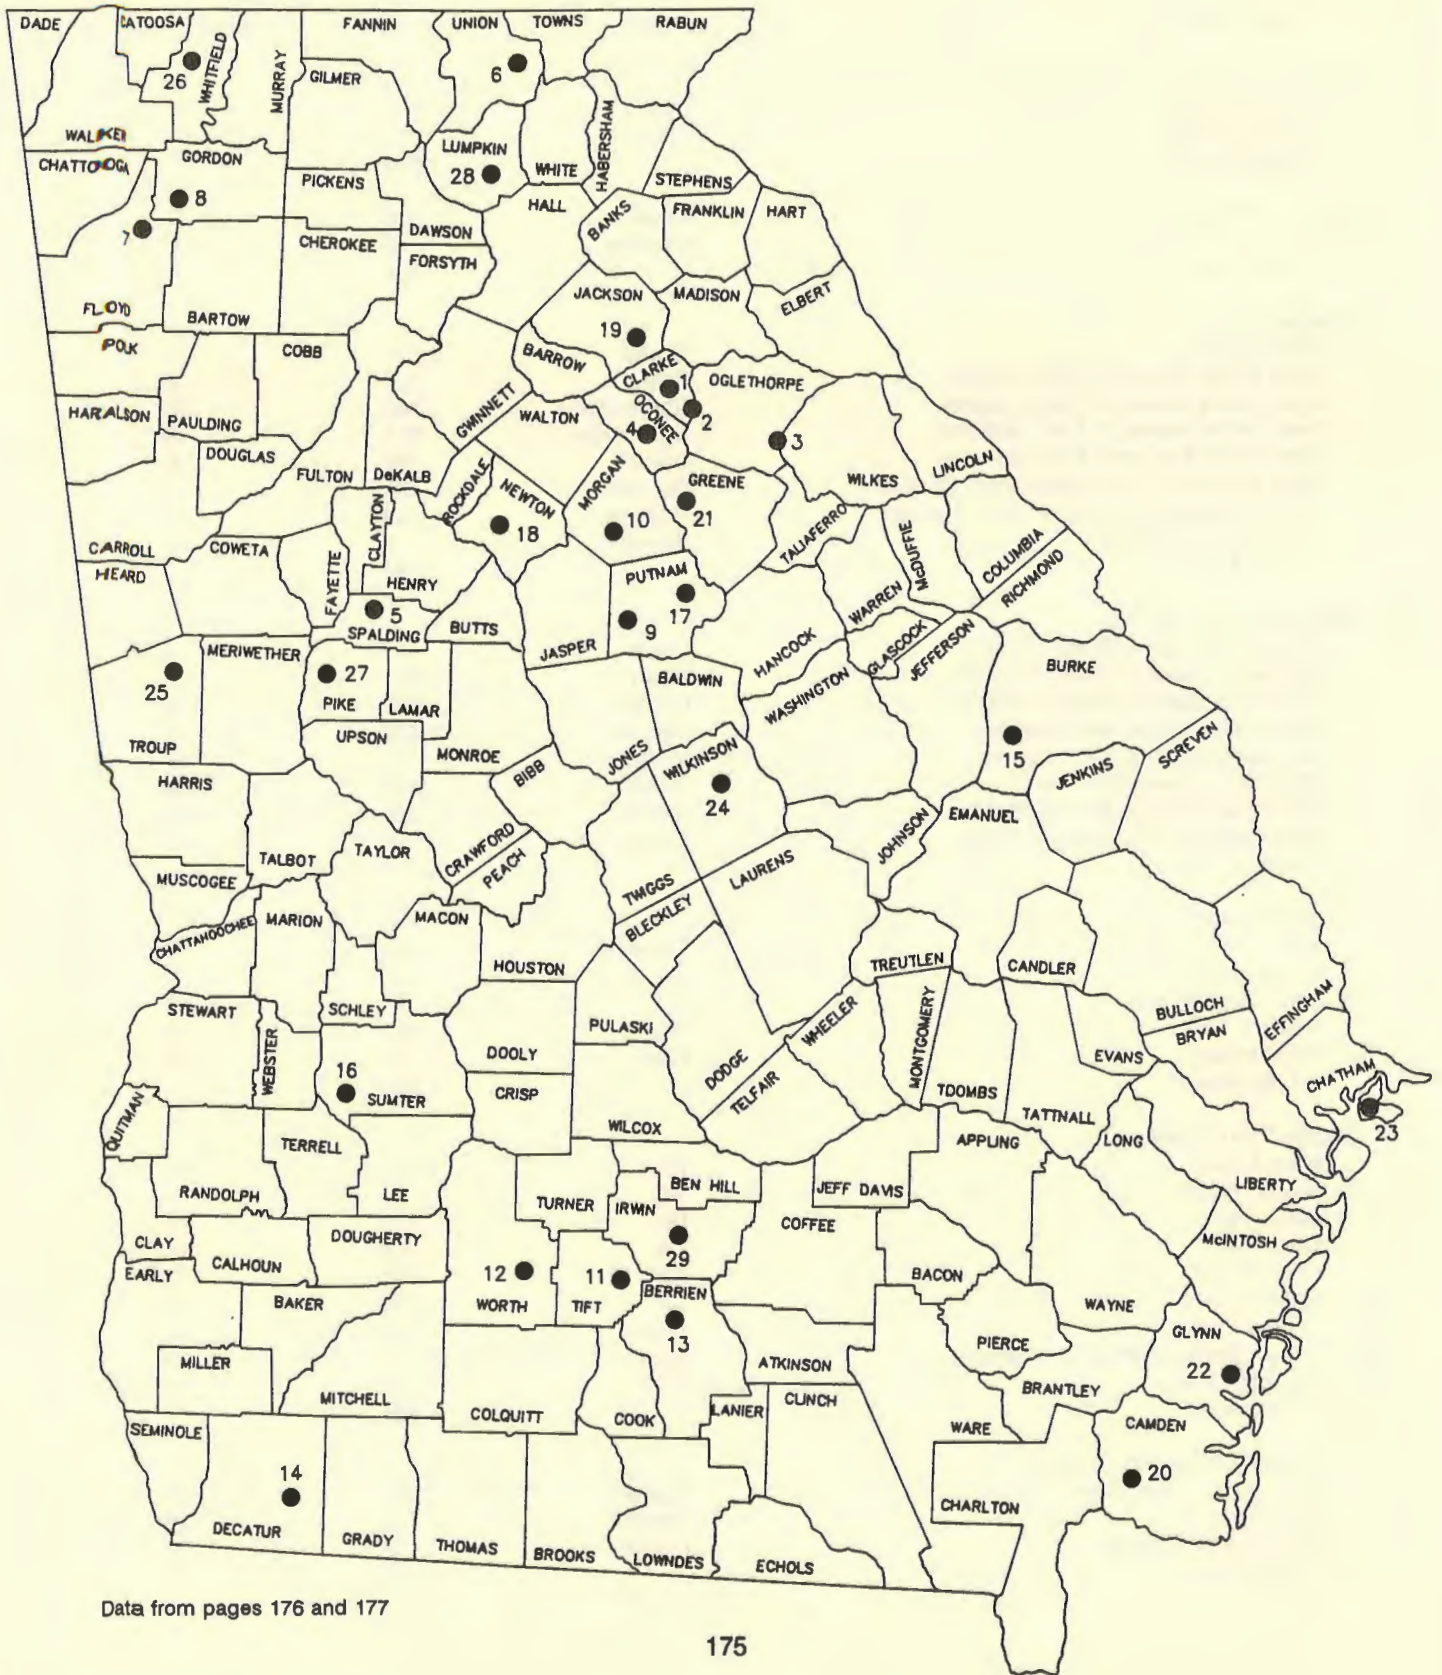 DADE CATOOSA FANNIN UNION TOWNS RABUN
26 WHITFIELD MURRAY GILMER 6
WALKER GORDON LUMPKIN WHITE HABERSHAM
CHATTOOGA 8 PICKENS 28 HALL STEPHENS
7 DAWSON BANKS FRANKLIN HART
CHEROKEE FORSYTH
FLOYD BARTOW JACKSON MADISON ELBERT
POLK COBB 19 BARROW CLARKE 1 OGLETHORPE
HARALSON PAULDING GWINNETT WALTON OCONEE 4 2 3
DOUGLAS FULTON DeKALB ROCKDALE NEWTON MORGAN GREENE WILKES LINCOLN
CLAYTON 18 10 21 TALIAFERRO McDUFFIE COLUMBIA
CARROLL COWETA FAYETTE HENRY PUTNAM WARREN RICHMOND
HEARD 5 SPALDING BUTTS JASPER 9 17 HANCOCK GLASCOCK JEFFERSON BURKE
MERIWETHER 27 BALDWIN WASHINGTON
25 PIKE LAMAR
TROUP UPSON MONROE JONES WILKINSON 15 JENKINS SCREVEN
HARRIS BIBB 24 JOHNSON EMANUEL
TALBOT TAYLOR CRAWFORD PEACH TWIGGS LAURENS
MUSCOGEE MACON BLECKLEY
CHATTAHOOCHEE MARION HOUSTON TREUTLEN CANDLER
STEWART SCHLEY PULASKI WHEELER MONTGOMERY BULLOCH EFFINGHAM
WEBSTER DOOLY DODGE EVANS BRYAN
16 SUMTER CRISP TELFAIR TOOMBS TATTNALL CHATHAM
QUITMAN TERRELL WILCOX APPLING LONG 23
RANDOLPH LEE TURNER IRWIN BEN HILL JEFF DAVIS LIBERTY
CLAY DOUGHERTY COFFEE McINTOSH
EARLY CALHOUN 12 11 29 BACON
BAKER WORTH TIFT BERRIEN WAYNE
MILLER 13 ATKINSON PIERCE GLYNN
MITCHELL COLQUITT COOK LANIER CLINCH BRANTLEY 22
SEMINOLE WARE CAMDEN
14 20
DECATUR GRADY THOMAS BROOKS LOWNDES ECHOLS CHARLTON
Data from pages 176 and 177
175